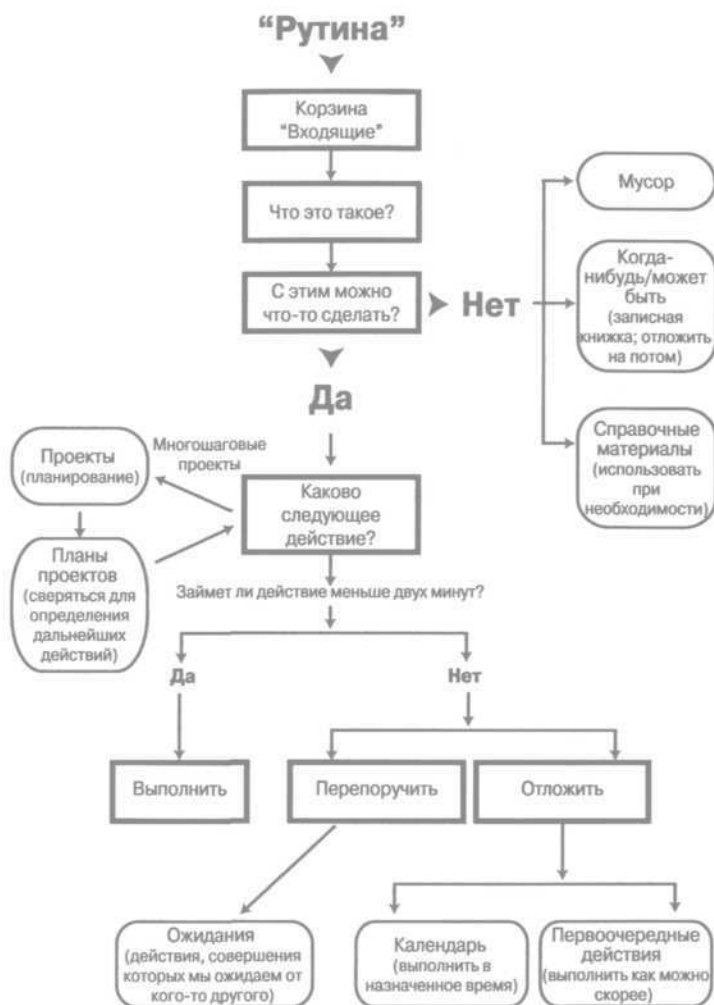 “Рутина”
Корзина
“Входящие”
Что это такое?
С этим можно
что-то сделать?
Нет
Мусор
Когда-
нибудь/может
быть
(записная
книжка; отложить
на потом)
Справочные
материалы
(использовать
при
необходимости)
Да
Проекты
(планирование)
Многошаговые
проекты
Каково
следующее
действие?
Планы
проектов
(сверяться для
определения
дальнейших
действий)
Займет ли действие меньше двух минут?
Да
Нет
Выполнить
Перепоручить
Отложить
Ожидания
(действия, совершения
которых мы ожидаем от
кого-то другого)
Календарь
(выполнить в
назначенное время)
Первоочередные
действия
(выполнить как можно
скорее)